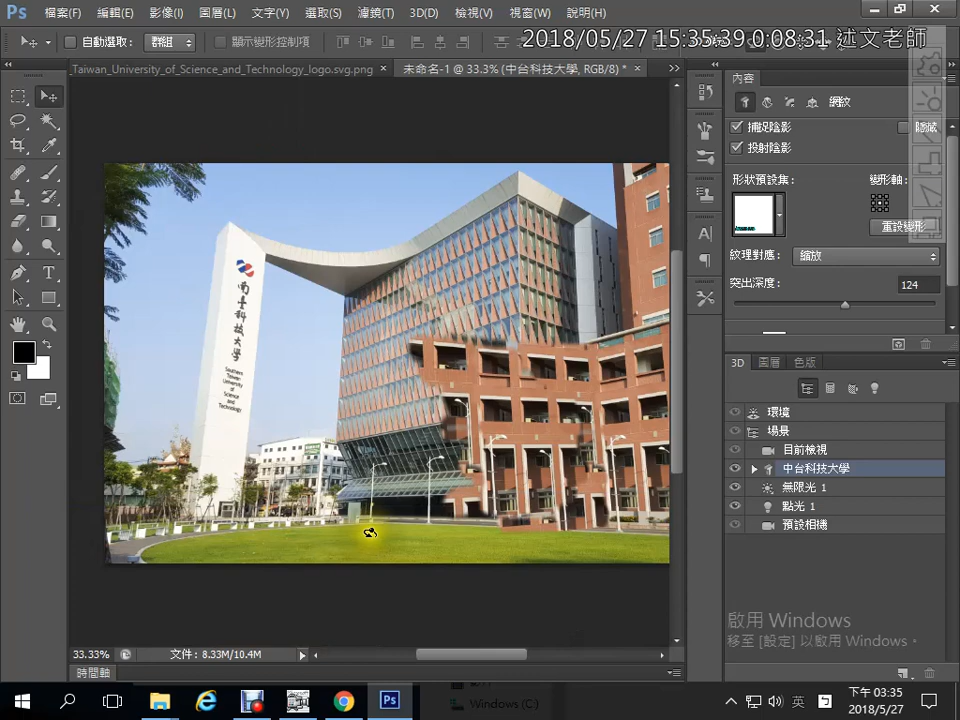 Ps 檔案(F) 編輯(E) 影像(I) 圖層(L) 文字(Y) 選取(S) 濾鏡(T) 3D(D) 檢視(V) 視窗(W) 說明(H)
2018/05/27 15:35:39 0:08:31 述文老師
自動選取: 群組 顯示變形控制項
_Taiwan_University_of_Science_and_Technology_logo.svg.png × 未命名-1 @ 33.3% (中台科技大學, RGB/8) * ×
內容
網紋
捕捉陰影 隱藏
投射陰影
形狀預設集: 變形軸:
重設變形
紋理對應: 縮放
突出深度: 124
3D 圖層 色版
環境
場景
目前檢視
中台科技大學
無限光 1
點光 1
預設相機
南臺科技大學
Southern
Taiwan
University
of
Science
and
Technology
啟用 Windows
移至 [設定] 以啟用 Windows。
33.33% 文件: 8.33M/10.4M
時間軸
Windows (C:)
英
下午 03:35
2018/5/27